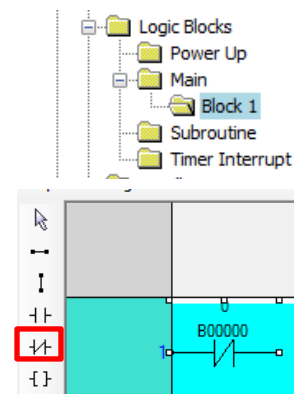 Logic Blocks
Power Up
Main
Block 1
Subroutine
Timer Interrupt
0
B00000
1